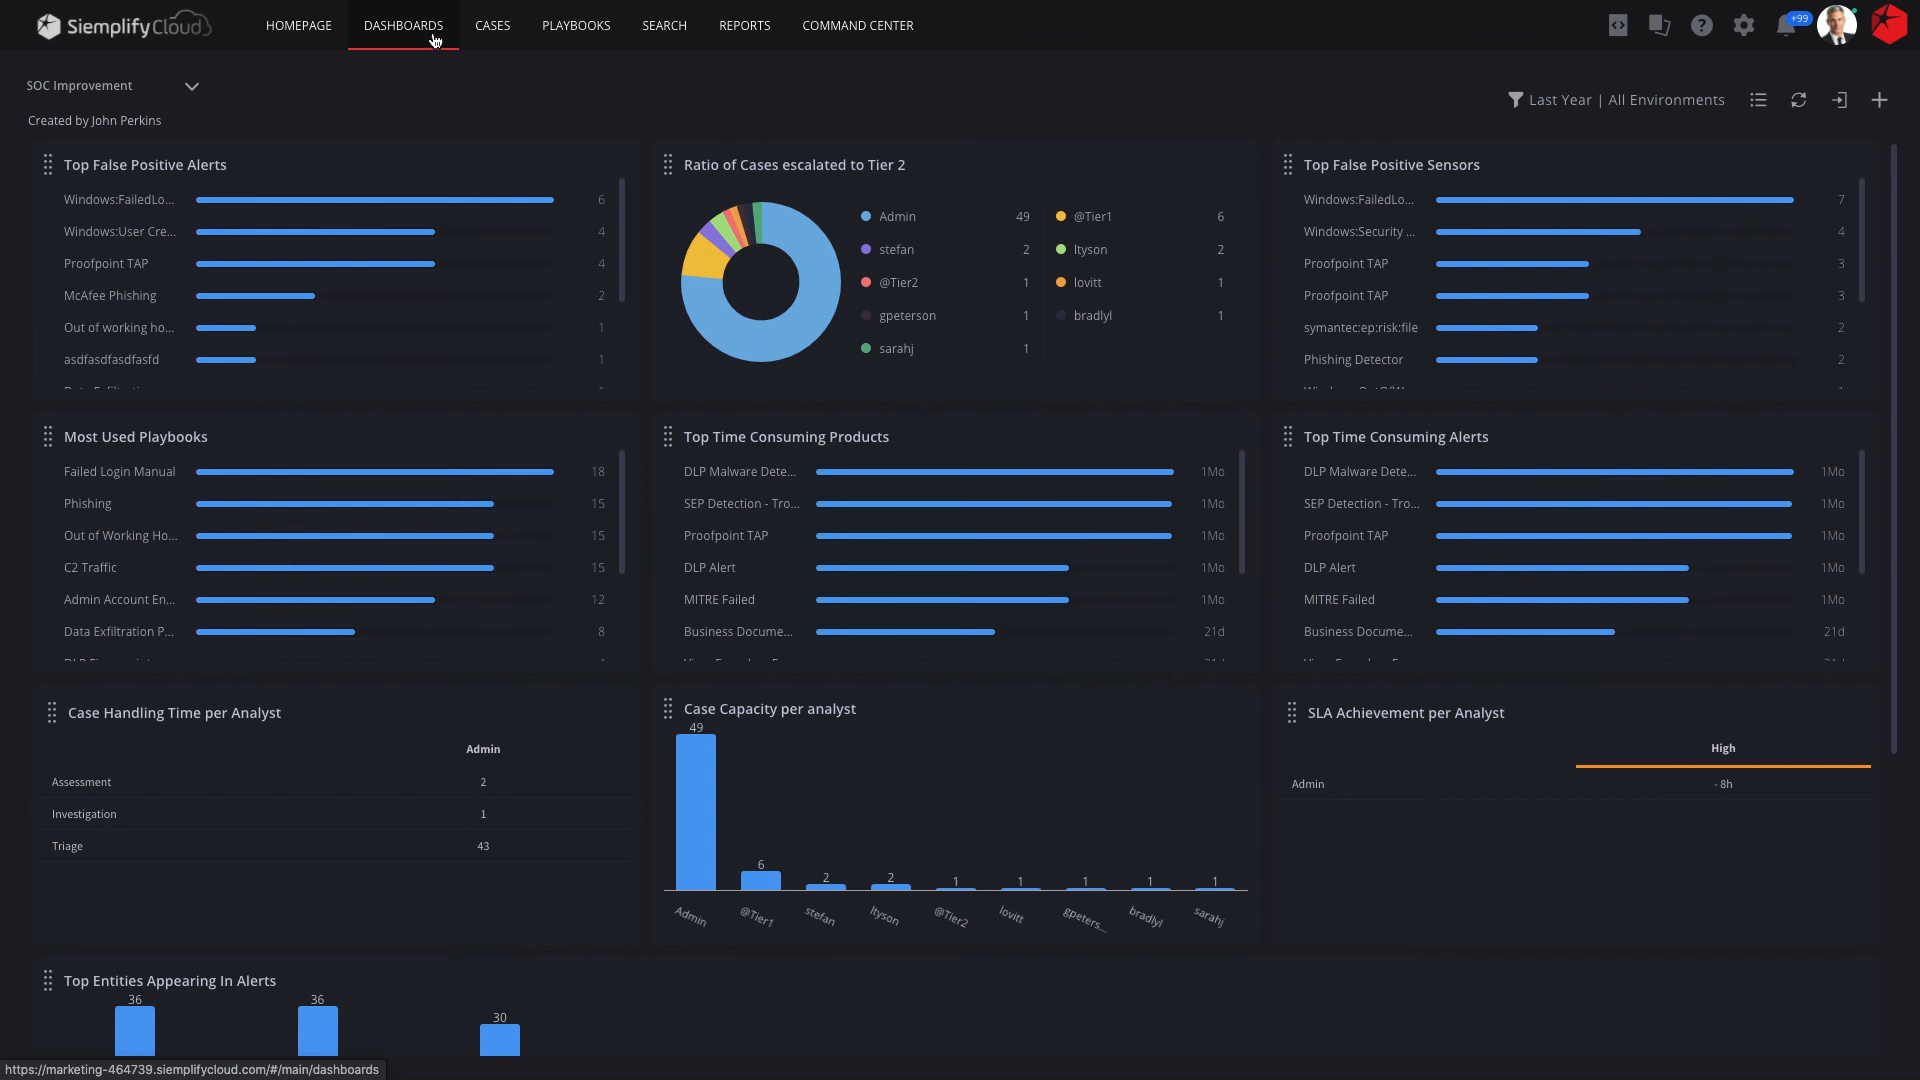 SiemplifyCloud
HOMEPAGE
DASHBOARDS
CASES
PLAYBOOKS
SEARCH
REPORTS
COMMAND CENTER
+99
SOC Improvement
Created by John Perkins
Last Year | All Environments
Top False Positive Alerts
Windows:FailedLo... 6
Windows:User Cre... 4
Proofpoint TAP 4
McAfee Phishing 2
Out of working ho... 1
asdfasdfasdfasfd 1
Ratio of Cases escalated to Tier 2
Admin 49
@Tier1 6
stefan 2
ltyson 2
@Tier2 1
lovitt 1
gpeterson 1
bradlyl 1
sarahj 1
Top False Positive Sensors
Windows:FailedLo... 7
Windows:Security ... 4
Proofpoint TAP 3
Proofpoint TAP 3
symantec:ep:risk:file 2
Phishing Detector 2
Most Used Playbooks
Failed Login Manual 18
Phishing 15
Out of Working Ho... 15
C2 Traffic 15
Admin Account En... 12
Data Exfiltration P... 8
Top Time Consuming Products
DLP Malware Dete... 1Mo
SEP Detection - Tro... 1Mo
Proofpoint TAP 1Mo
DLP Alert 1Mo
MITRE Failed 1Mo
Business Docume... 21d
Top Time Consuming Alerts
DLP Malware Dete... 1Mo
SEP Detection - Tro... 1Mo
Proofpoint TAP 1Mo
DLP Alert 1Mo
MITRE Failed 1Mo
Business Docume... 21d
Case Handling Time per Analyst
Admin
Assessment 2
Investigation 1
Triage 43
Case Capacity per analyst
49 6 2 2 1 1 1 1 1
Admin @Tier1 stefan ltyson @Tier2 lovitt gpeters... bradlyl sarahj
SLA Achievement per Analyst
High
Admin - 8h
Top Entities Appearing In Alerts
36 36 30
https://marketing-464739.siemplifycloud.com/#/main/dashboards